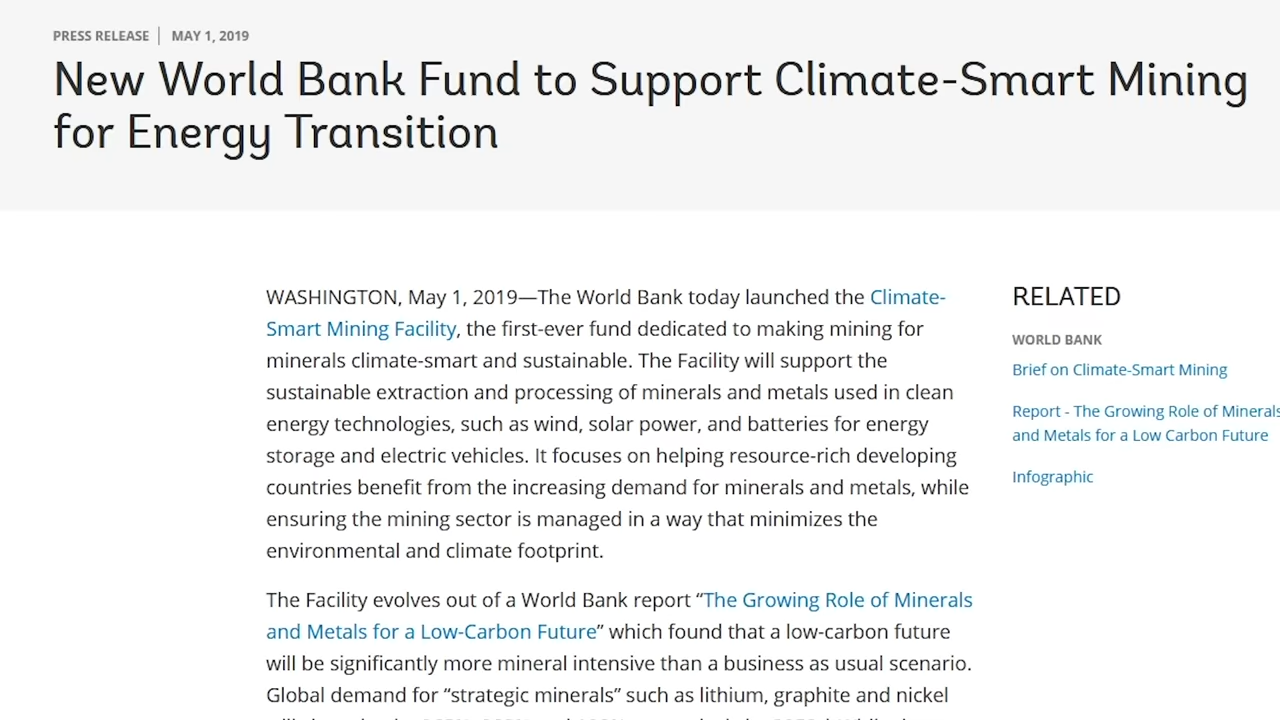 PRESS RELEASE | MAY 1, 2019
New World Bank Fund to Support Climate-Smart Mining
for Energy Transition
WASHINGTON, May 1, 2019—The World Bank today launched the Climate-
Smart Mining Facility, the first-ever fund dedicated to making mining for
minerals climate-smart and sustainable. The Facility will support the
sustainable extraction and processing of minerals and metals used in clean
energy technologies, such as wind, solar power, and batteries for energy
storage and electric vehicles. It focuses on helping resource-rich developing
countries benefit from the increasing demand for minerals and metals, while
ensuring the mining sector is managed in a way that minimizes the
environmental and climate footprint.
The Facility evolves out of a World Bank report “The Growing Role of Minerals
and Metals for a Low-Carbon Future” which found that a low-carbon future
will be significantly more mineral intensive than a business as usual scenario.
Global demand for “strategic minerals” such as lithium, graphite and nickel
RELATED
WORLD BANK
Brief on Climate-Smart Mining
Report - The Growing Role of Minerals
and Metals for a Low Carbon Future
Infographic